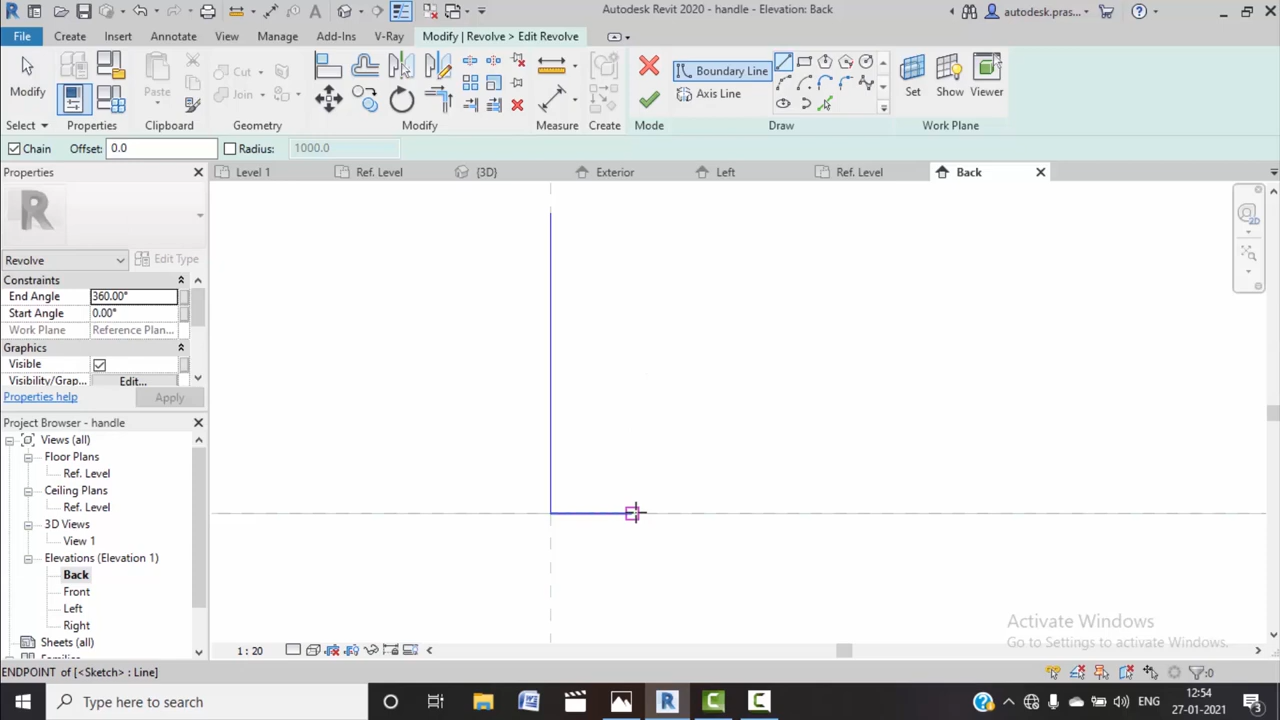 Autodesk Revit 2020 - handle - Elevation: Back
autodesk.pras...
File
Create
Insert
Annotate
View
Manage
Add-Ins
V-Ray
Modify | Revolve > Edit Revolve
Modify
Paste
Cut
Join
Boundary Line
Axis Line
Set
Show
Viewer
Select
Properties
Clipboard
Geometry
Modify
Measure
Create
Mode
Draw
Work Plane
Chain
Offset: 0.0
Radius: 1000.0
Properties
Level 1
Ref. Level
{3D}
Exterior
Left
Ref. Level
Back
R
2D
Revolve
Edit Type
Constraints
End Angle 360.00°
Start Angle 0.00°
Work Plane Reference Plan...
Graphics
Visible
Visibility/Grap... Edit...
Properties help
Apply
Project Browser - handle
Views (all)
Floor Plans
Ref. Level
Ceiling Plans
Ref. Level
3D Views
View 1
Elevations (Elevation 1)
Back
Front
Left
Right
Sheets (all)
Activate Windows
Go to Settings to activate Windows.
1 : 20
ENDPOINT of [<Sketch> : Line]
:0
Type here to search
ENG
12:54
27-01-2021
3